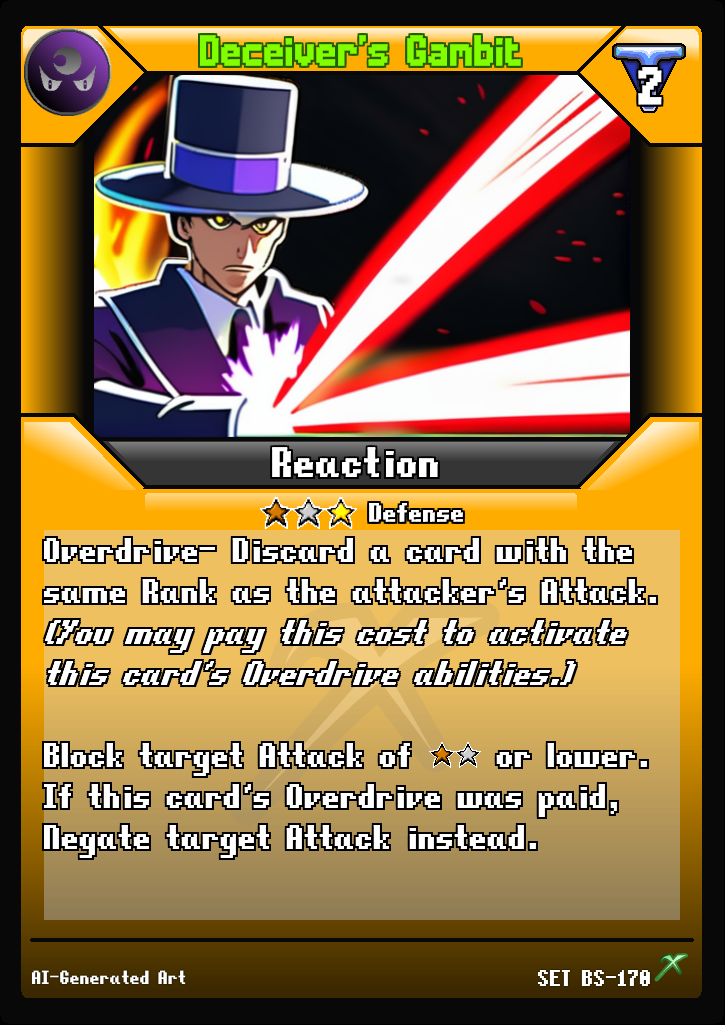 Deceiver's Gambit
2
Reaction
Defense
Overdrive- Discard a card with the
same Rank as the attacker's Attack.
(You may pay this cost to activate
this card's Overdrive abilities.)
Block target Attack of or lower.
If this card's Overdrive was paid,
Negate target Attack instead.
AI-Generated Art
SET BS-170